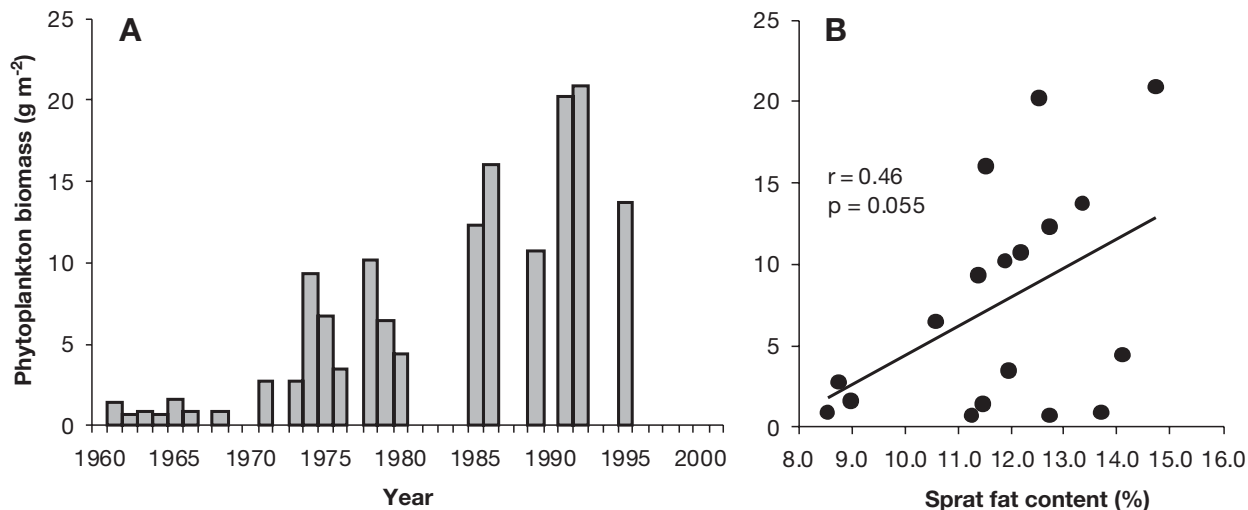 A
Phytoplankton biomass (g m⁻²)
25
20
15
10
5
0
1960 1965 1970 1975 1980 1985 1990 1995 2000
Year
B
25
20
15
10
5
0
r = 0.46
p = 0.055
8.0 9.0 10.0 11.0 12.0 13.0 14.0 15.0 16.0
Sprat fat content (%)